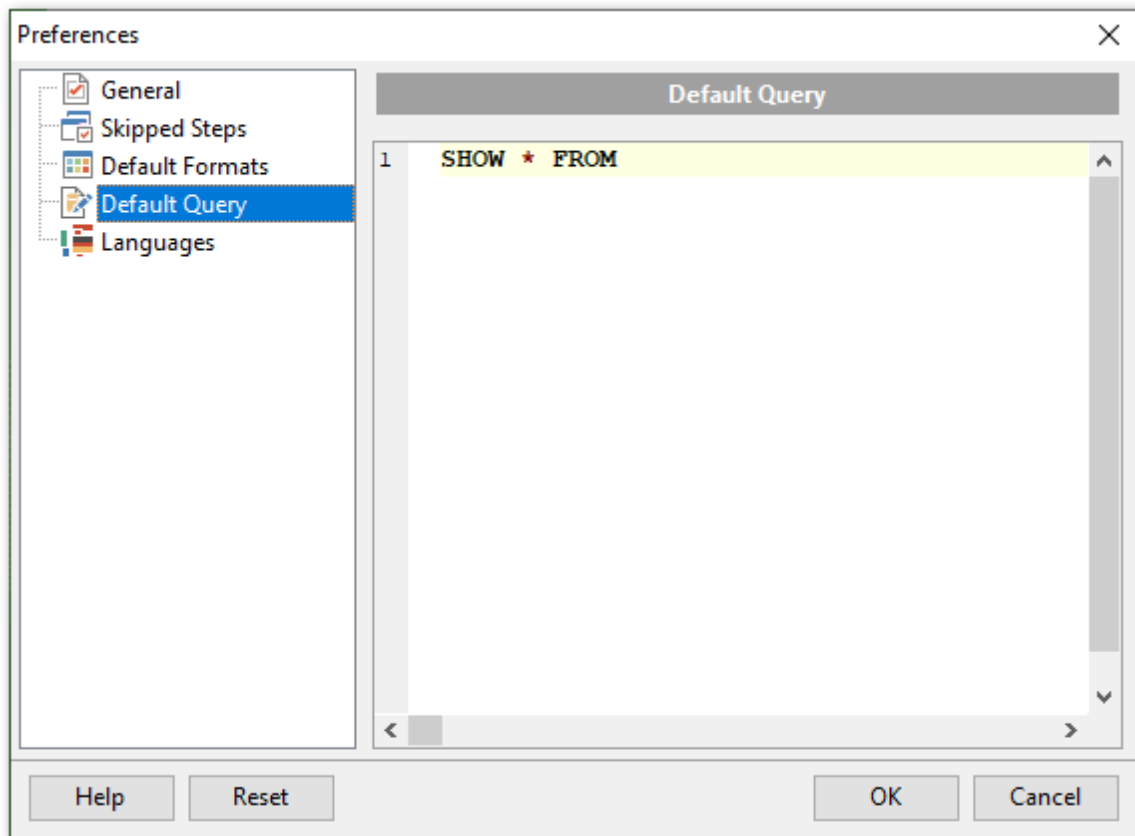 Preferences
General
Skipped Steps
Default Formats
Default Query
Languages
Default Query
1 SHOW * FROM
Help Reset OK Cancel